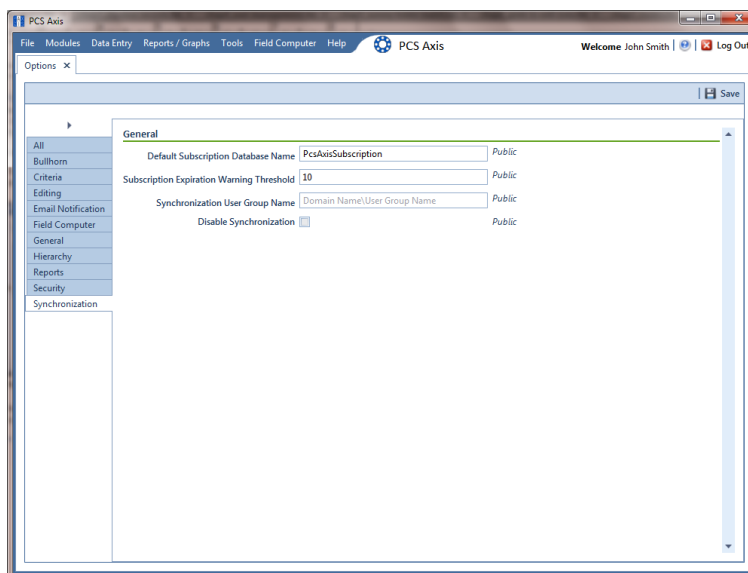 PCS Axis
File Modules Data Entry Reports / Graphs Tools Field Computer Help PCS Axis Welcome John Smith | | Log Out
Options
Save
General
All
Bullhorn
Criteria
Editing
Email Notification
Field Computer
General
Hierarchy
Reports
Security
Synchronization
Default Subscription Database Name PcsAxisSubscription Public
Subscription Expiration Warning Threshold 10 Public
Synchronization User Group Name Domain Name\User Group Name Public
Disable Synchronization Public